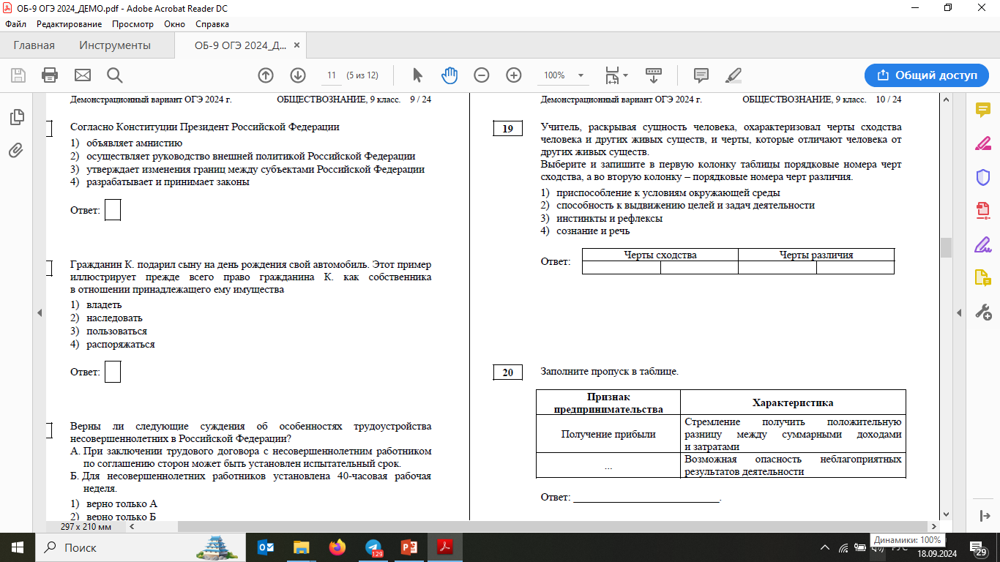 ОБ-9 ОГЭ 2024_ДЕМО.pdf - Adobe Acrobat Reader DC
Файл Редактирование Просмотр Окно Справка
Главная Инструменты ОБ-9 ОГЭ 2024_Д... ×
11 (5 из 12) 100% Общий доступ
Демонстрационный вариант ОГЭ 2024 г. ОБЩЕСТВОЗНАНИЕ, 9 класс. 9 / 24
Согласно Конституции Президент Российской Федерации
1) объявляет амнистию
2) осуществляет руководство внешней политикой Российской Федерации
3) утверждает изменения границ между субъектами Российской Федерации
4) разрабатывает и принимает законы
Ответ:
Гражданин К. подарил сыну на день рождения свой автомобиль. Этот пример
иллюстрирует прежде всего право гражданина К. как собственника
в отношении принадлежащего ему имущества
1) владеть
2) наследовать
3) пользоваться
4) распоряжаться
Ответ:
Верны ли следующие суждения об особенностях трудоустройства
несовершеннолетних в Российской Федерации?
А. При заключении трудового договора с несовершеннолетним работником
по соглашению сторон может быть установлен испытательный срок.
Б. Для несовершеннолетних работников установлена 40-часовая рабочая
неделя.
1) верно только А
2) верно только Б
Демонстрационный вариант ОГЭ 2024 г. ОБЩЕСТВОЗНАНИЕ, 9 класс. 10 / 24
19 Учитель, раскрывая сущность человека, охарактеризовал черты сходства
человека и других живых существ, и черты, которые отличают человека от
других живых существ.
Выберите и запишите в первую колонку таблицы порядковые номера черт
сходства, а во вторую колонку – порядковые номера черт различия.
1) приспособление к условиям окружающей среды
2) способность к выдвижению целей и задач деятельности
3) инстинкты и рефлексы
4) сознание и речь
Ответ: Черты сходства Черты различия
20 Заполните пропуск в таблице.
Признак
предпринимательства
Характеристика
Получение прибыли
Стремление получить положительную
разницу между суммарными доходами
и затратами
...
Возможная опасность неблагоприятных
результатов деятельности
Ответ: ___________________________.
297 x 210 мм
Динамики: 100%
Поиск
129
РУС
18.09.2024
29